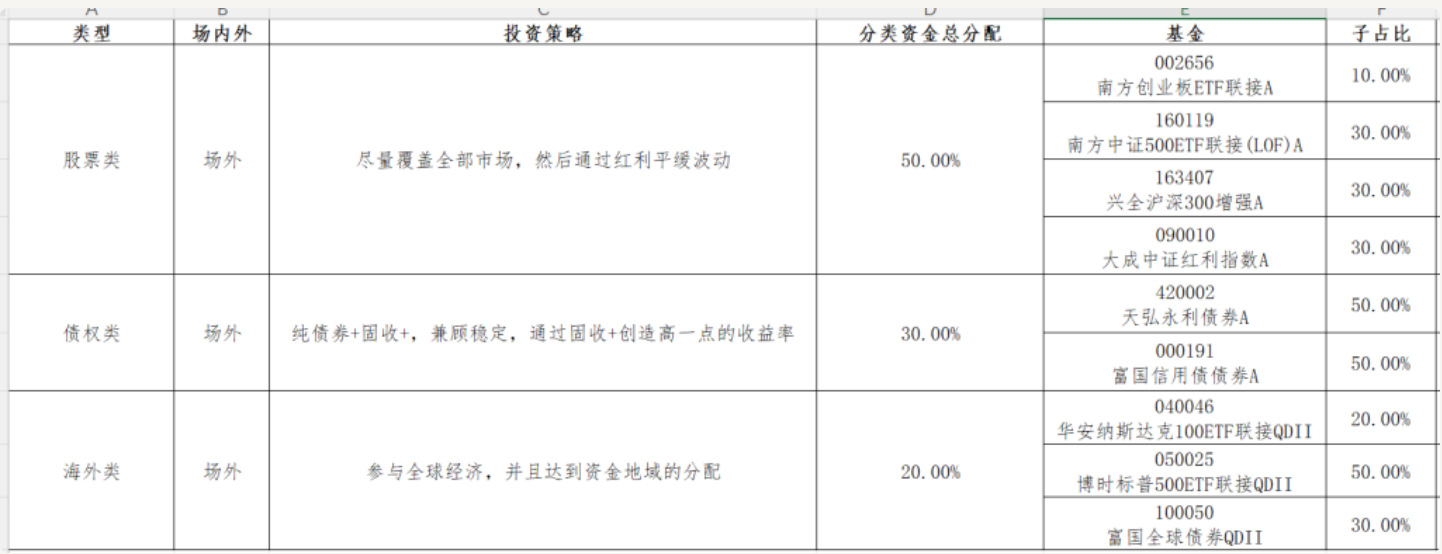 A B C D E F
类型 场内外 投资策略 分类资金总分配 基金 子占比
股票类 场外 尽量覆盖全部市场，然后通过红利平缓波动 50.00%
002656
南方创业板ETF联接A
10.00%
160119
南方中证500ETF联接(LOF)A
30.00%
163407
兴全沪深300增强A
30.00%
090010
大成中证红利指数A
30.00%
债权类 场外 纯债券+固收+，兼顾稳定，通过固收+创造高一点的收益率 30.00%
420002
天弘永利债券A
50.00%
000191
富国信用债债券A
50.00%
海外类 场外 参与全球经济，并且达到资金地域的分配 20.00%
040046
华安纳斯达克100ETF联接QDII
20.00%
050025
博时标普500ETF联接QDII
50.00%
100050
富国全球债券QDII
30.00%